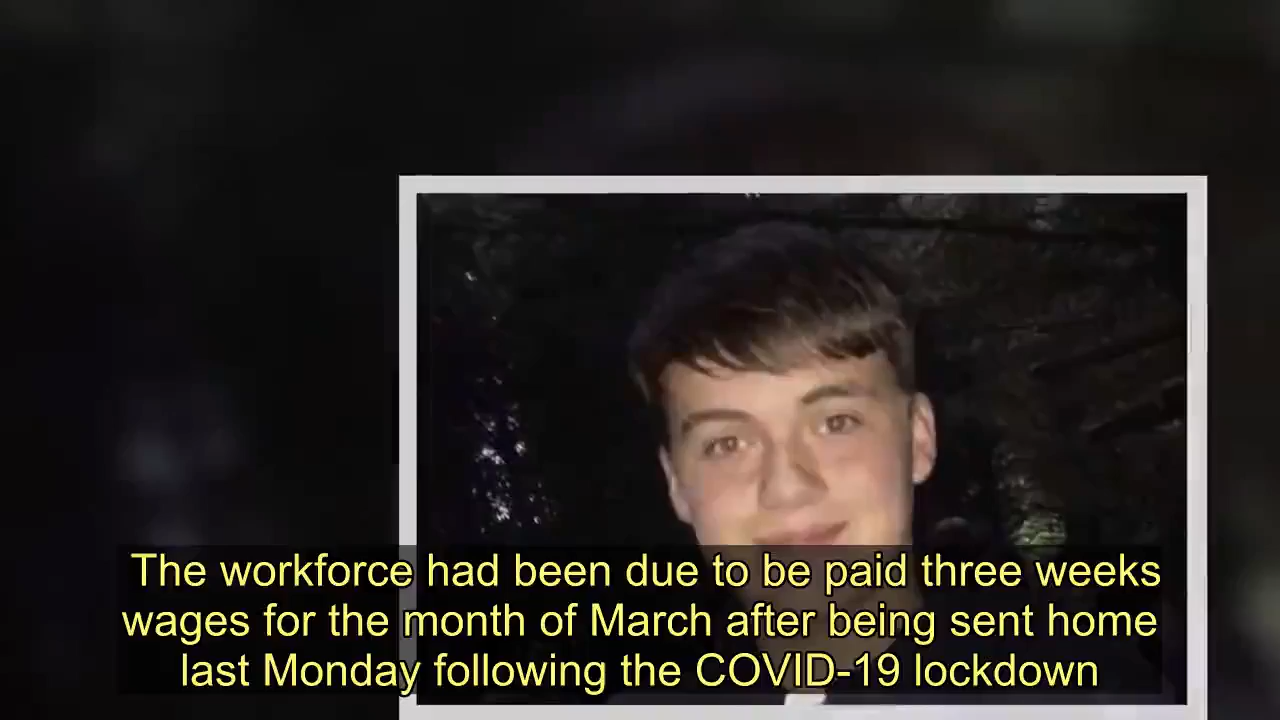 The workforce had been due to be paid three weeks
wages for the month of March after being sent home
last Monday following the COVID-19 lockdown